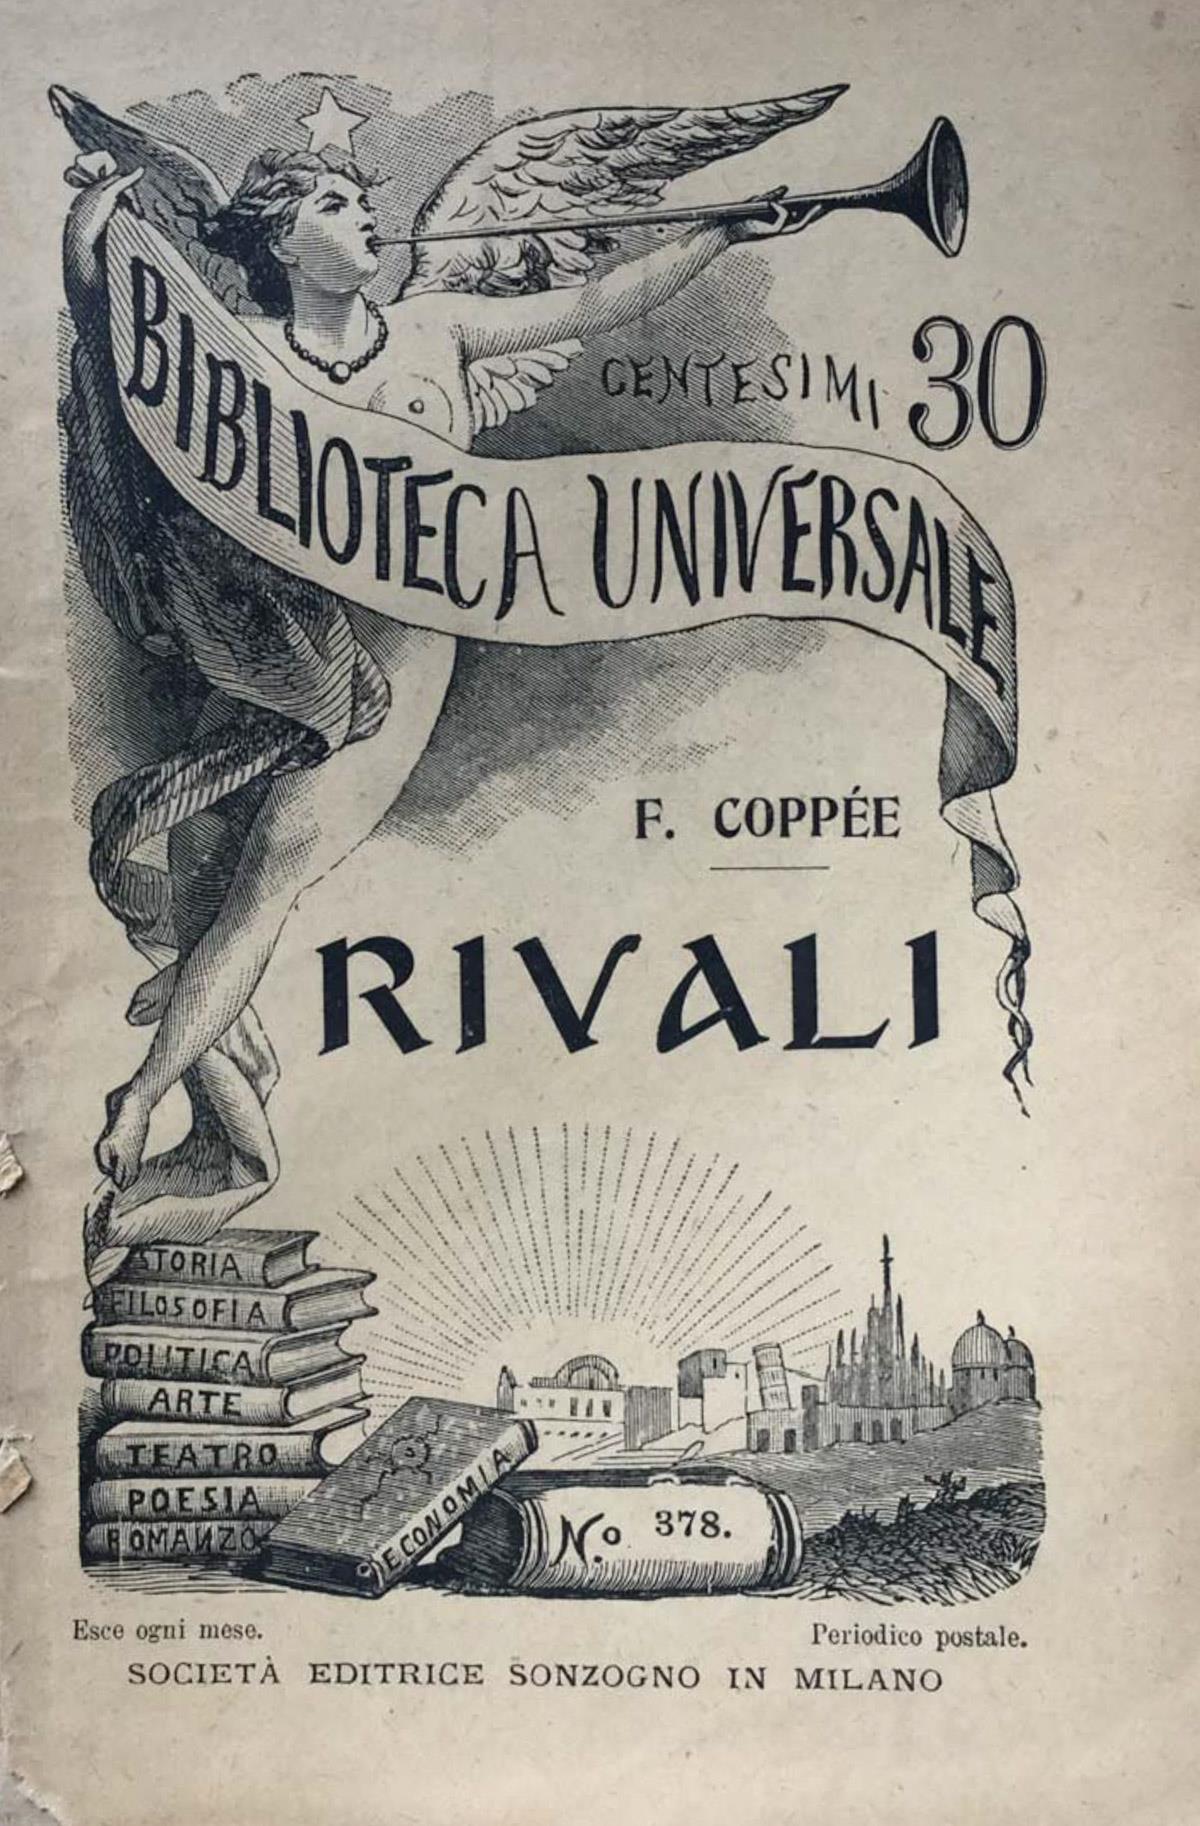 CENTESIMI 30
BIBLIOTECA UNIVERSALE
F. COPPÉE
RIVALI
STORIA
FILOSOFIA
POLITICA
ARTE
TEATRO
POESIA
ROMANZO
ECONOMIA
N.o 378.
Esce ogni mese.
Periodico postale.
SOCIETÀ EDITRICE SONZOGNO IN MILANO